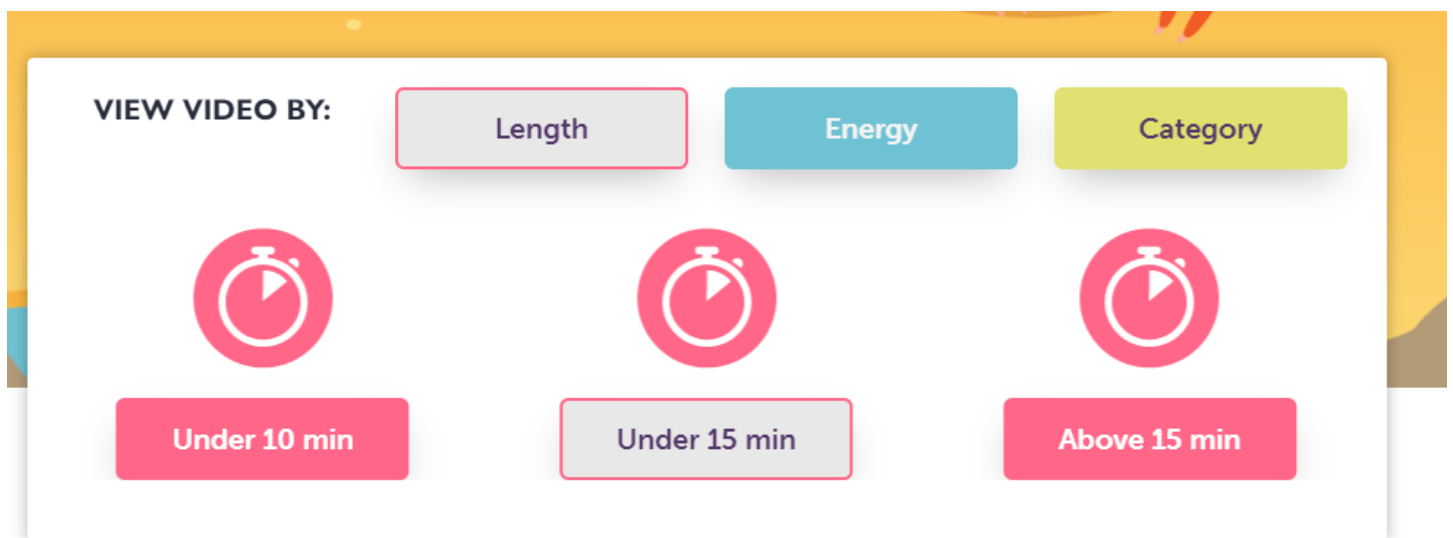 VIEW VIDEO BY:
Length
Energy
Category
Under 10 min
Under 15 min
Above 15 min